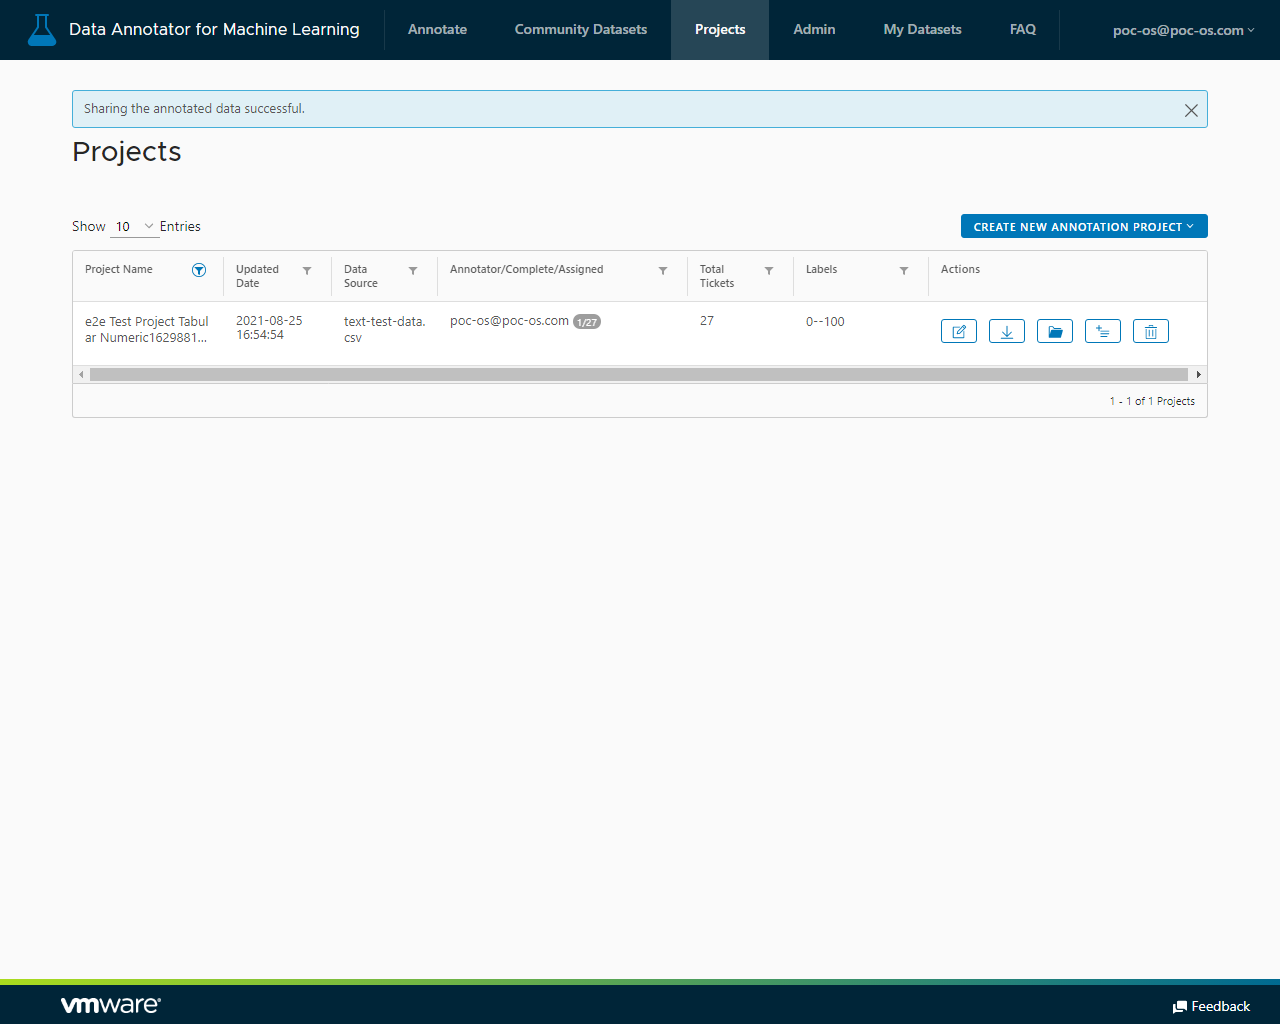 Data Annotator for Machine Learning
Annotate
Community Datasets
Projects
Admin
My Datasets
FAQ
poc-os@poc-os.com
Sharing the annotated data successful.
Projects
Show 10 Entries
CREATE NEW ANNOTATION PROJECT
Project Name
Updated
Date
Data
Source
Annotator/Complete/Assigned
Total
Tickets
Labels
Actions
e2e Test Project Tabul
ar Numeric1629881...
2021-08-25
16:54:54
text-test-data.
csv
poc-os@poc-os.com 1/27
27
0--100
1 - 1 of 1 Projects
vmware®
Feedback